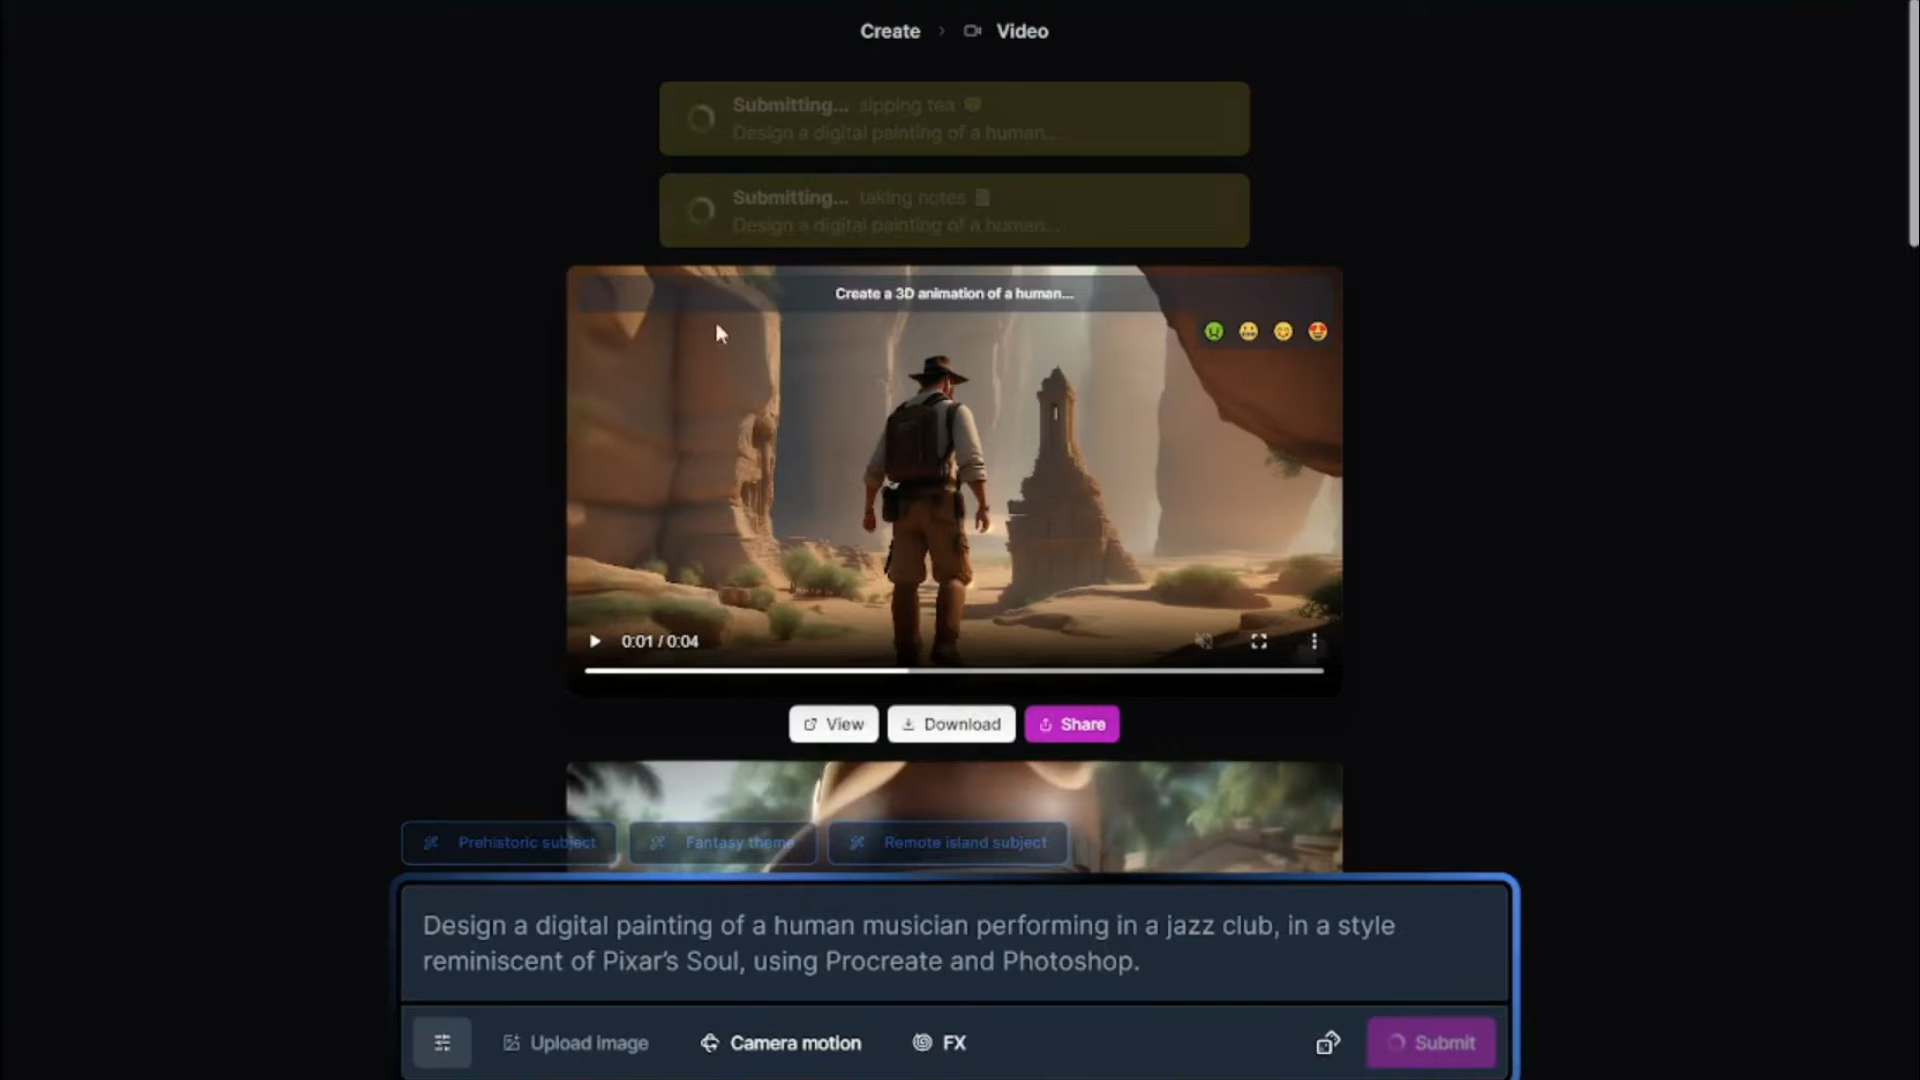 Create > Video
Submitting... sipping tea
Design a digital painting of a human...
Submitting... taking notes
Design a digital painting of a human...
Create a 3D animation of a human...
0:01 / 0:04
View Download Share
Prehistoric subject Fantasy theme Remote island subject
Design a digital painting of a human musician performing in a jazz club, in a style
reminiscent of Pixar's Soul, using Procreate and Photoshop.
Upload image Camera motion FX Submit